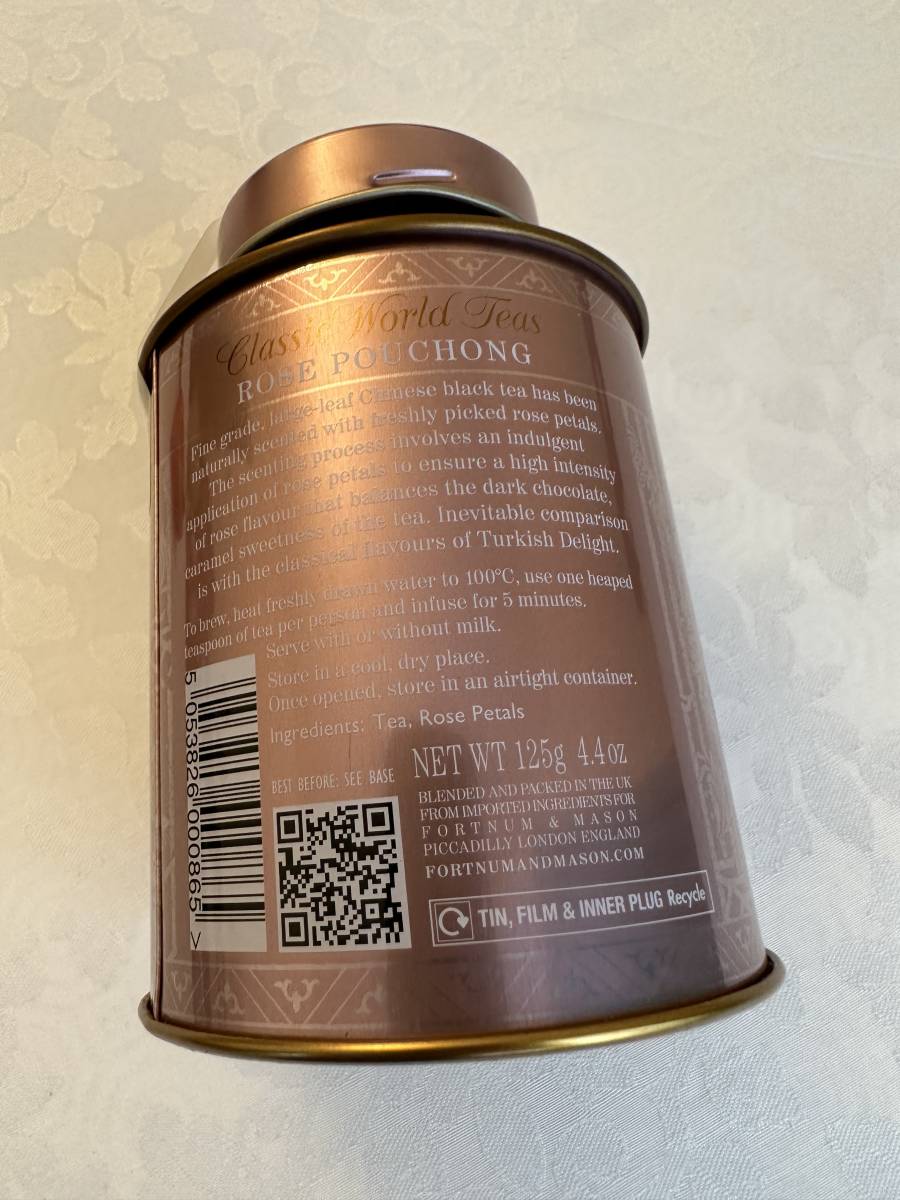 Classic World Teas
ROSE POUCHONG
Fine grade, large-leaf Chinese black tea has been
naturally scented with freshly picked rose petals.
The scenting process involves an indulgent
application of rose petals to ensure a high intensity
of rose flavour that balances the dark chocolate,
caramel sweetness of the tea. Inevitable comparison
is with the classical flavours of Turkish Delight.
To brew, heat freshly drawn water to 100°C, use one heaped
teaspoon of tea per person and infuse for 5 minutes.
Serve with or without milk.
Store in a cool, dry place.
Once opened, store in an airtight container.
Ingredients: Tea, Rose Petals
BEST BEFORE: SEE BASE
NET WT 125g 4.4oz
BLENDED AND PACKED IN THE UK
FROM IMPORTED INGREDIENTS FOR
FORTNUM & MASON
PICCADILLY LONDON ENGLAND
FORTNUMANDMASON.COM
TIN, FILM & INNER PLUG Recycle
5 053826 000865 >